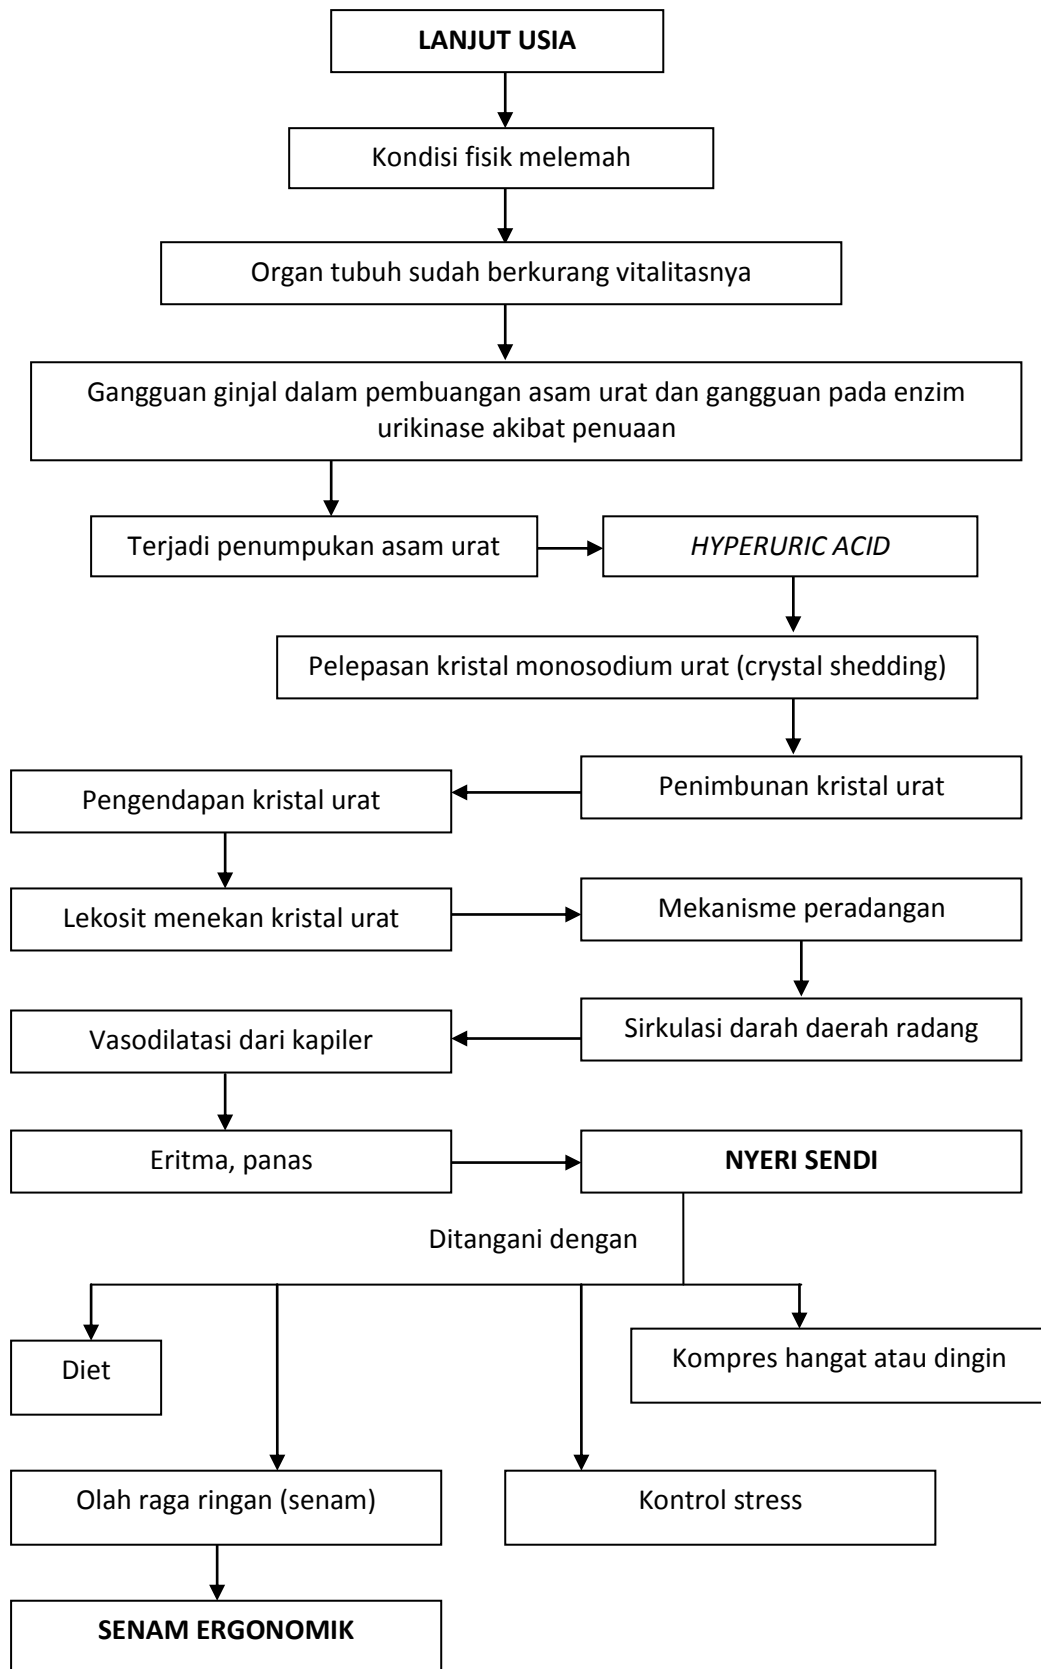 LANJUT USIA
Kondisi fisik melemah
Organ tubuh sudah berkurang vitalitasnya
Gangguan ginjal dalam pembuangan asam urat dan gangguan pada enzim
urikinase akibat penuaan
Terjadi penumpukan asam urat
HYPERURIC ACID
Pelepasan kristal monosodium urat (crystal shedding)
Penimbunan kristal urat
Pengendapan kristal urat
Lekosit menekan kristal urat
Mekanisme peradangan
Sirkulasi darah daerah radang
Vasodilatasi dari kapiler
Eritma, panas
NYERI SENDI
Ditangani dengan
Diet
Kompres hangat atau dingin
Olah raga ringan (senam)
Kontrol stress
SENAM ERGONOMIK